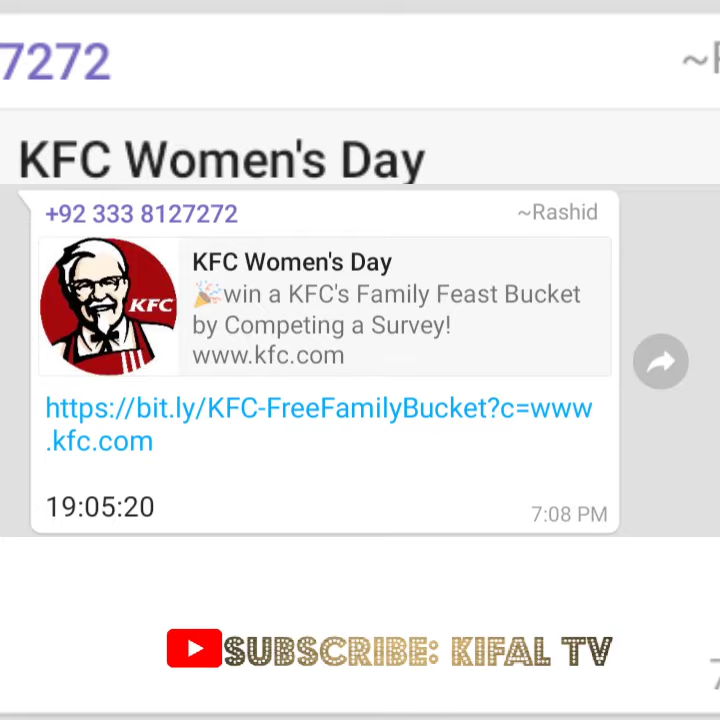 7272
~
KFC Women's Day
+92 333 8127272
~Rashid
KFC
KFC Women's Day
🎉win a KFC's Family Feast Bucket
by Competing a Survey!
www.kfc.com
https://bit.ly/KFC-FreeFamilyBucket?c=www
.kfc.com
19:05:20
7:08 PM
SUBSCRIBE: KIFAL TV